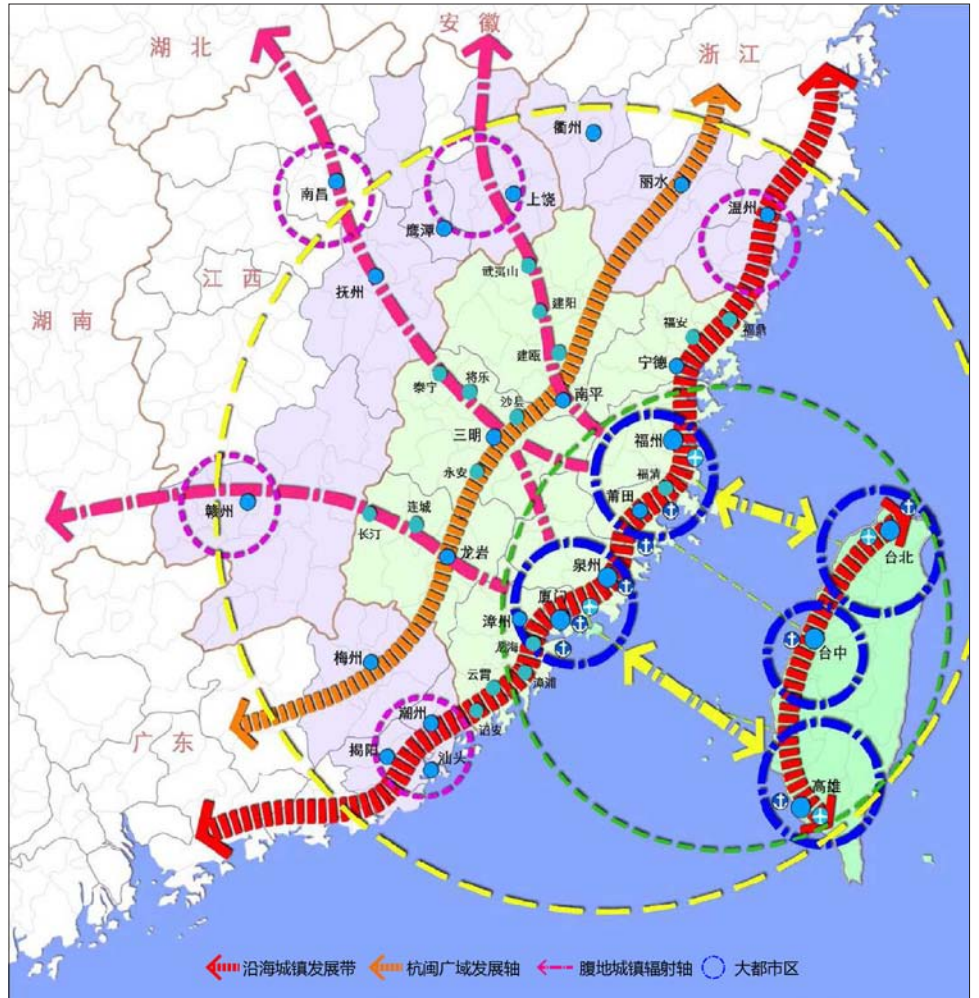 湖 北
安 徽
浙 江
衢州
南昌
丽水
上饶
温州
鹰潭
武夷山
江 西
抚州
建阳
湖 南
福安
福鼎
建瓯
宁德
泰宁
将乐
沙县
南平
三明
福州
永安
福清
莆田
赣州
连城
长汀
龙岩
泉州
台北
厦门
漳州
龙海
台中
梅州
云霄
漳浦
潮州
诏安
广 东
揭阳
汕头
高雄
沿海城镇发展带 杭闽广域发展轴 腹地城镇辐射轴 大都市区